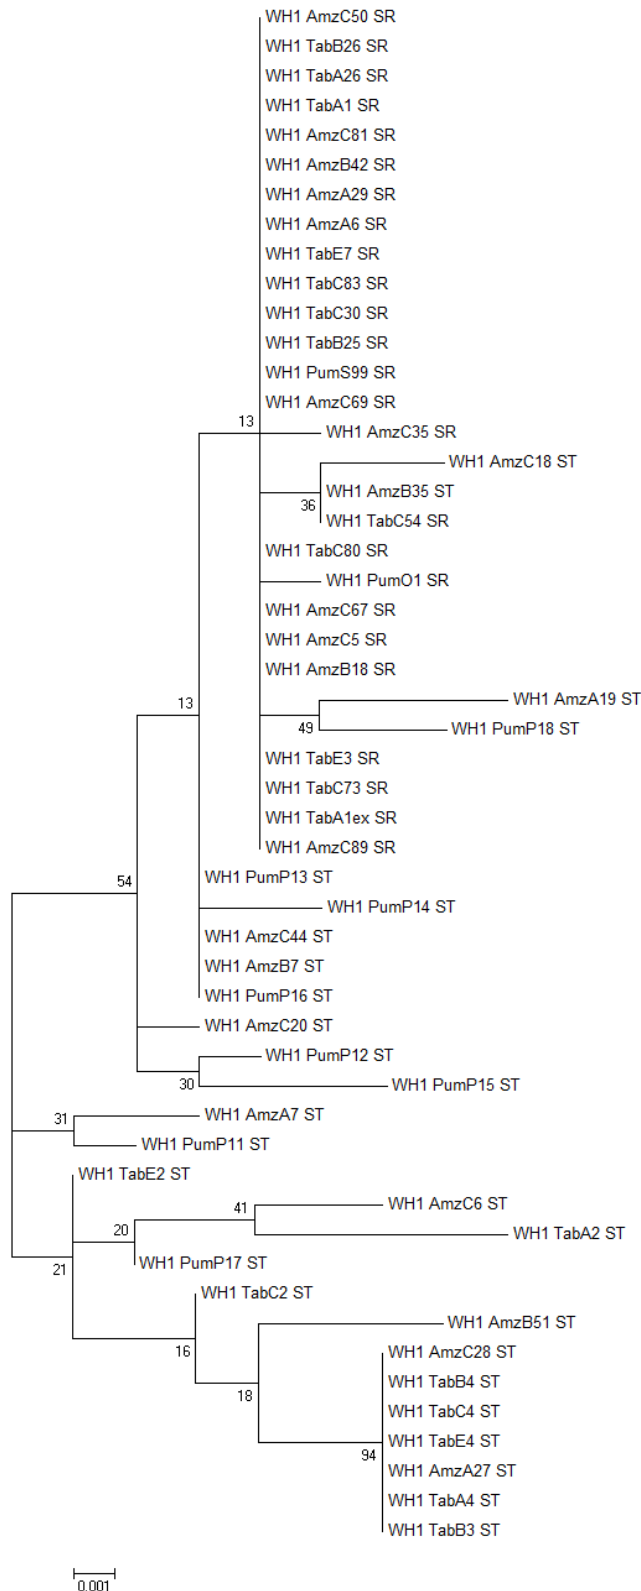 WH1 AmzC50 SR
WH1 TabB26 SR
WH1 TabA26 SR
WH1 TabA1 SR
WH1 AmzC81 SR
WH1 AmzB42 SR
WH1 AmzA29 SR
WH1 AmzA6 SR
WH1 TabE7 SR
WH1 TabC83 SR
WH1 TabC30 SR
WH1 TabB25 SR
WH1 PumS99 SR
WH1 AmzC69 SR
13
WH1 AmzC35 SR
WH1 AmzC18 ST
WH1 AmzB35 ST
36
WH1 TabC54 SR
WH1 TabC80 SR
WH1 PumO1 SR
WH1 AmzC67 SR
WH1 AmzC5 SR
WH1 AmzB18 SR
WH1 AmzA19 ST
13
49
WH1 PumP18 ST
WH1 TabE3 SR
WH1 TabC73 SR
WH1 TabA1ex SR
WH1 AmzC89 SR
54
WH1 PumP13 ST
WH1 PumP14 ST
WH1 AmzC44 ST
WH1 AmzB7 ST
WH1 PumP16 ST
WH1 AmzC20 ST
WH1 PumP12 ST
30
WH1 PumP15 ST
31
WH1 AmzA7 ST
WH1 PumP11 ST
WH1 TabE2 ST
41
WH1 AmzC6 ST
20
WH1 TabA2 ST
21
WH1 PumP17 ST
WH1 TabC2 ST
WH1 AmzB51 ST
16
WH1 AmzC28 ST
18
WH1 TabB4 ST
WH1 TabC4 ST
WH1 TabE4 ST
94
WH1 AmzA27 ST
WH1 TabA4 ST
WH1 TabB3 ST
0.001